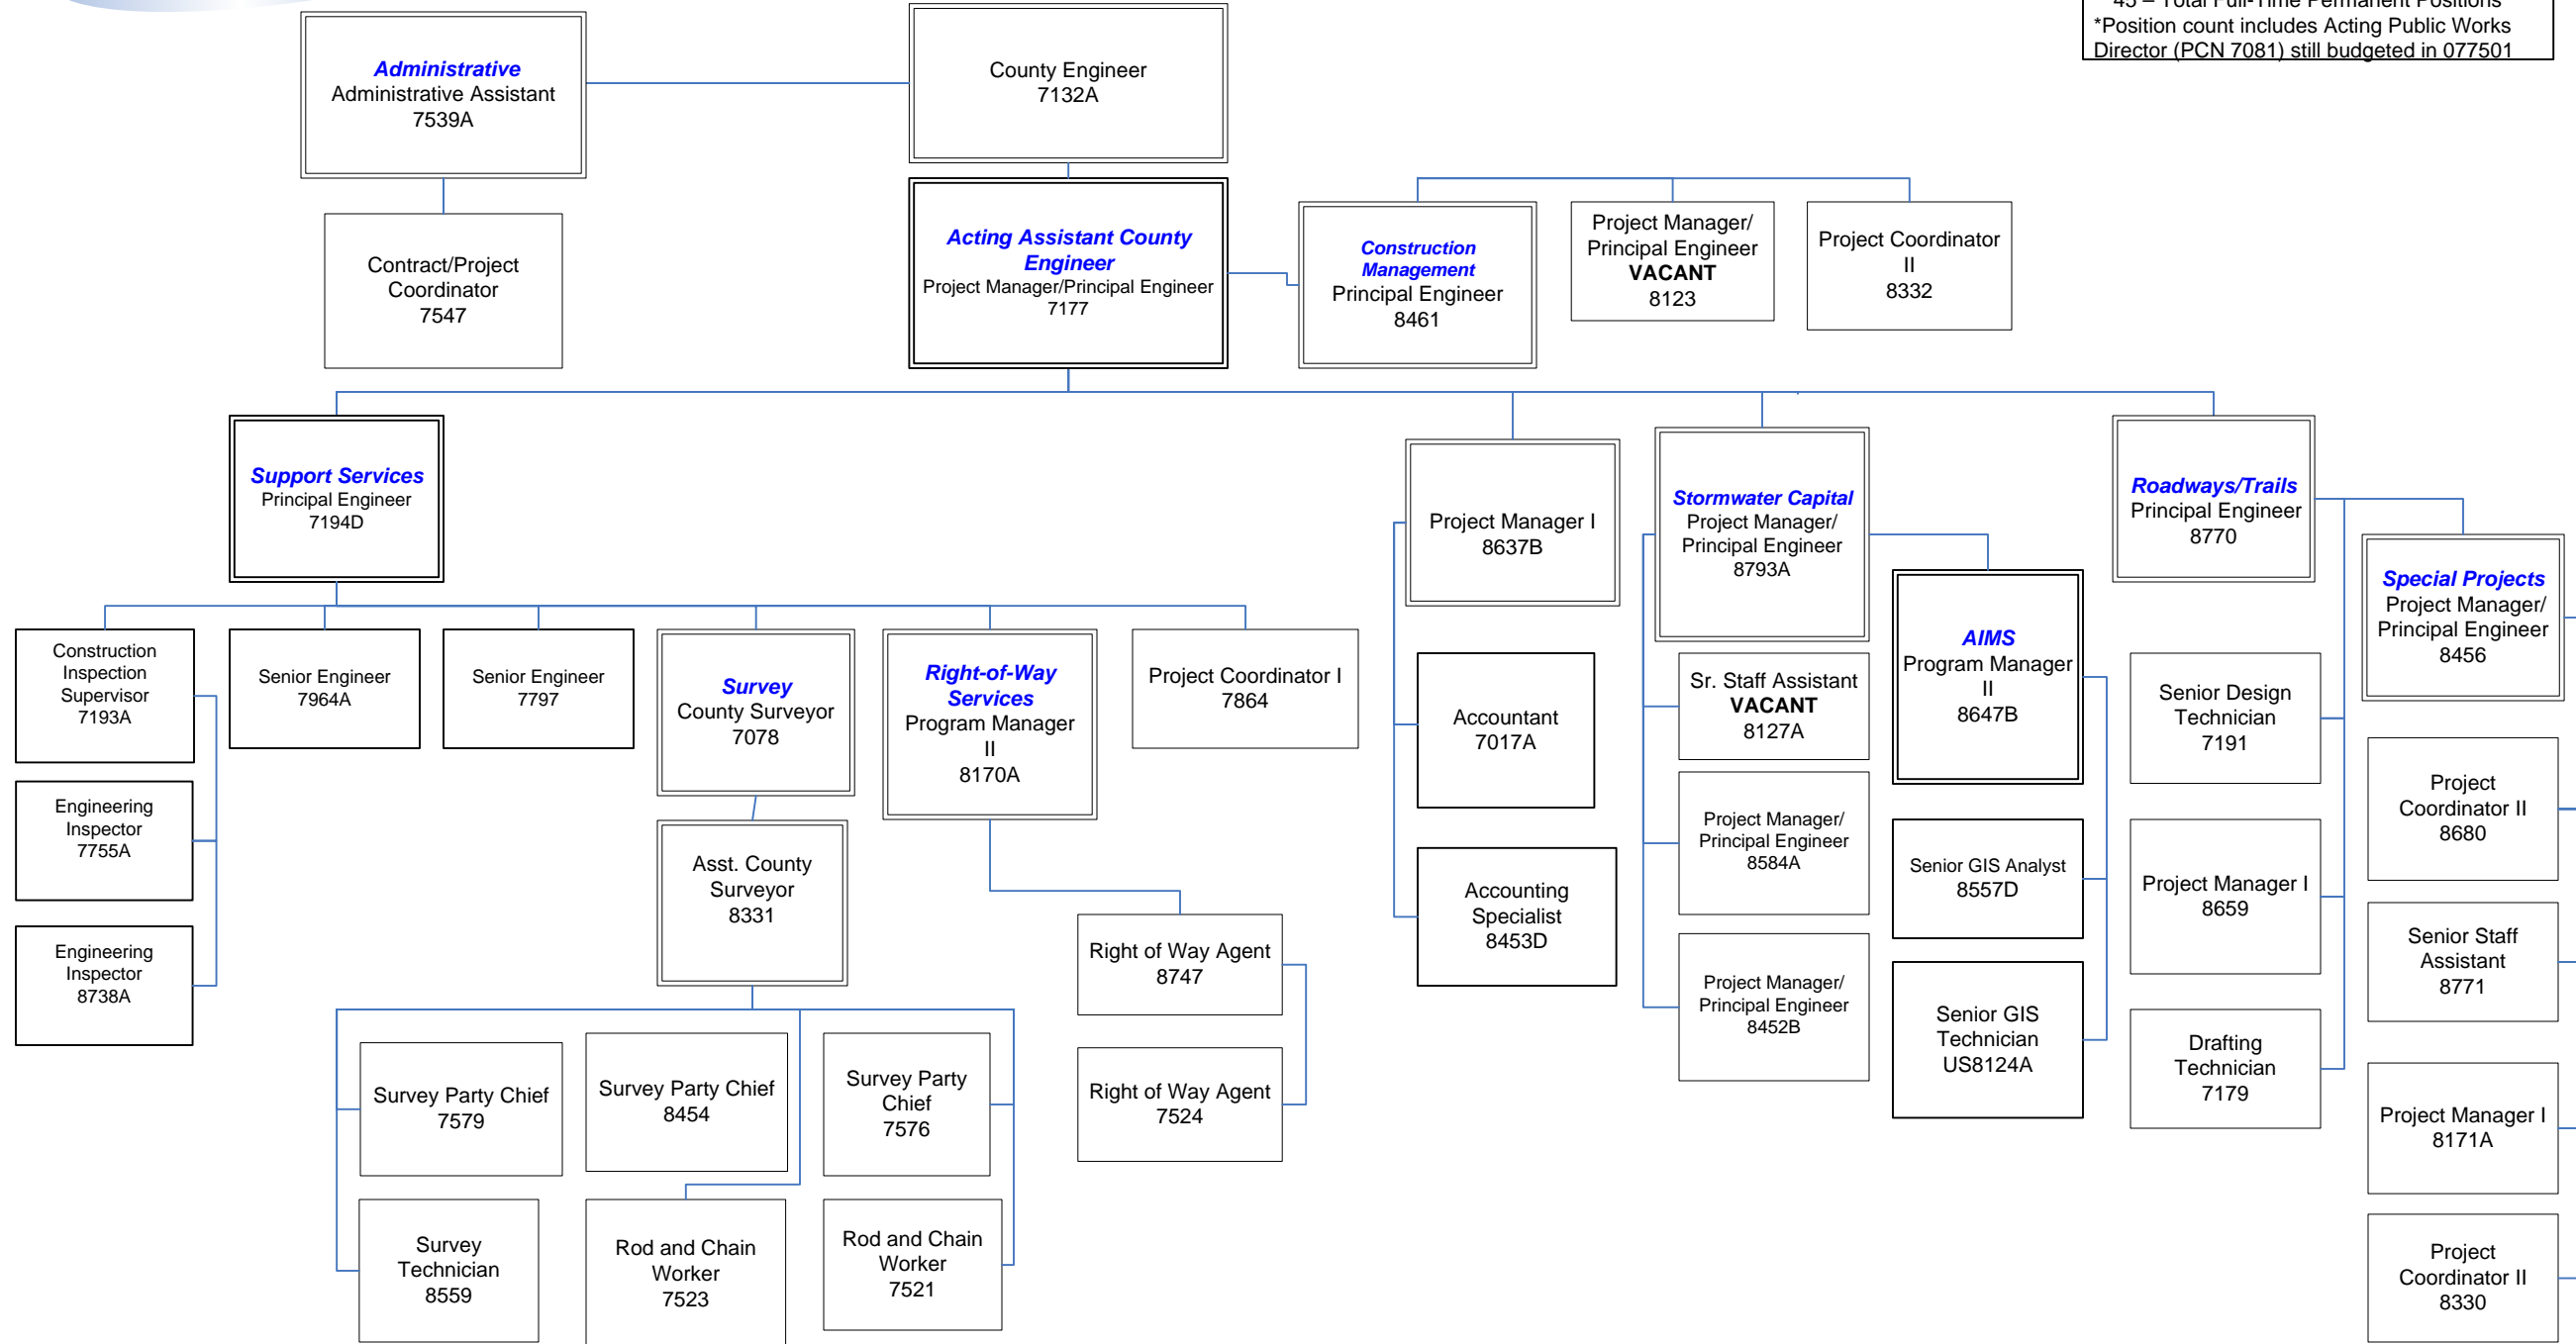 45 – Total Full-Time Permanent Positions
*Position count includes Acting Public Works
Director (PCN 7081) still budgeted in 077501
Administrative
Administrative Assistant
7539A
County Engineer
7132A
Contract/Project
Coordinator
7547
Acting Assistant County
Engineer
Project Manager/Principal Engineer
7177
Construction
Management
Principal Engineer
8461
Project Manager/
Principal Engineer
VACANT
8123
Project Coordinator
II
8332
Support Services
Principal Engineer
7194D
Project Manager I
8637B
Stormwater Capital
Project Manager/
Principal Engineer
8793A
Roadways/Trails
Principal Engineer
8770
Special Projects
Project Manager/
Principal Engineer
8456
Construction
Inspection
Supervisor
7193A
Senior Engineer
7964A
Senior Engineer
7797
Survey
County Surveyor
7078
Right-of-Way
Services
Program Manager
II
8170A
Project Coordinator I
7864
Engineering
Inspector
7755A
Engineering
Inspector
8738A
Asst. County
Surveyor
8331
Right of Way Agent
8747
Right of Way Agent
7524
Survey Party Chief
7579
Survey Party Chief
8454
Survey Party
Chief
7576
Survey
Technician
8559
Rod and Chain
Worker
7523
Rod and Chain
Worker
7521
Accountant
7017A
Accounting
Specialist
8453D
Sr. Staff Assistant
VACANT
8127A
Project Manager/
Principal Engineer
8584A
Project Manager/
Principal Engineer
8452B
AIMS
Program Manager
II
8647B
Senior GIS Analyst
8557D
Senior GIS
Technician
US8124A
Senior Design
Technician
7191
Project Manager I
8659
Drafting
Technician
7179
Project
Coordinator II
8680
Senior Staff
Assistant
8771
Project Manager I
8171A
Project
Coordinator II
8330